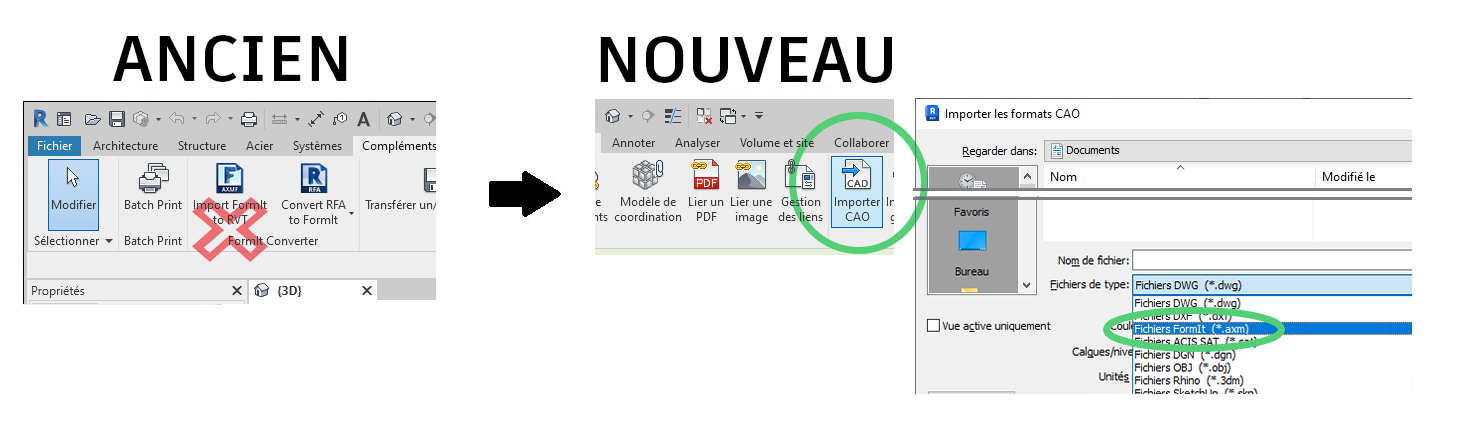 ANCIEN
NOUVEAU
Fichier Architecture Structure Acier Systèmes Compléments
Modifier
Batch Print
Import FormIt
to RVT
Convert RFA
to FormIt
Transférer un/
AXMF
RFA
Sélectionner
Batch Print
FormIt Converter
Propriétés
{3D}
Annoter Analyser Volume et site Collaborer
PDF
CAD
Modèle de
coordination
Lier un
PDF
Lier une
image
Gestion
des liens
Importer
CAO
Importer les formats CAO
Regarder dans: Documents
Nom Modifié le
Favoris
Bureau
Nom de fichier:
Fichiers de type: Fichiers DWG (*.dwg)
Fichiers DWG (*.dwg)
Fichiers DXF (*.dxf)
Fichiers FormIt (*.axm)
Fichiers ACIS SAT (*.sat)
Fichiers DGN (*.dgn)
Fichiers OBJ (*.obj)
Fichiers Rhino (*.3dm)
Fichiers SketchUp (*.skp)
Vue active uniquement
Coule
Calques/nive
Unités